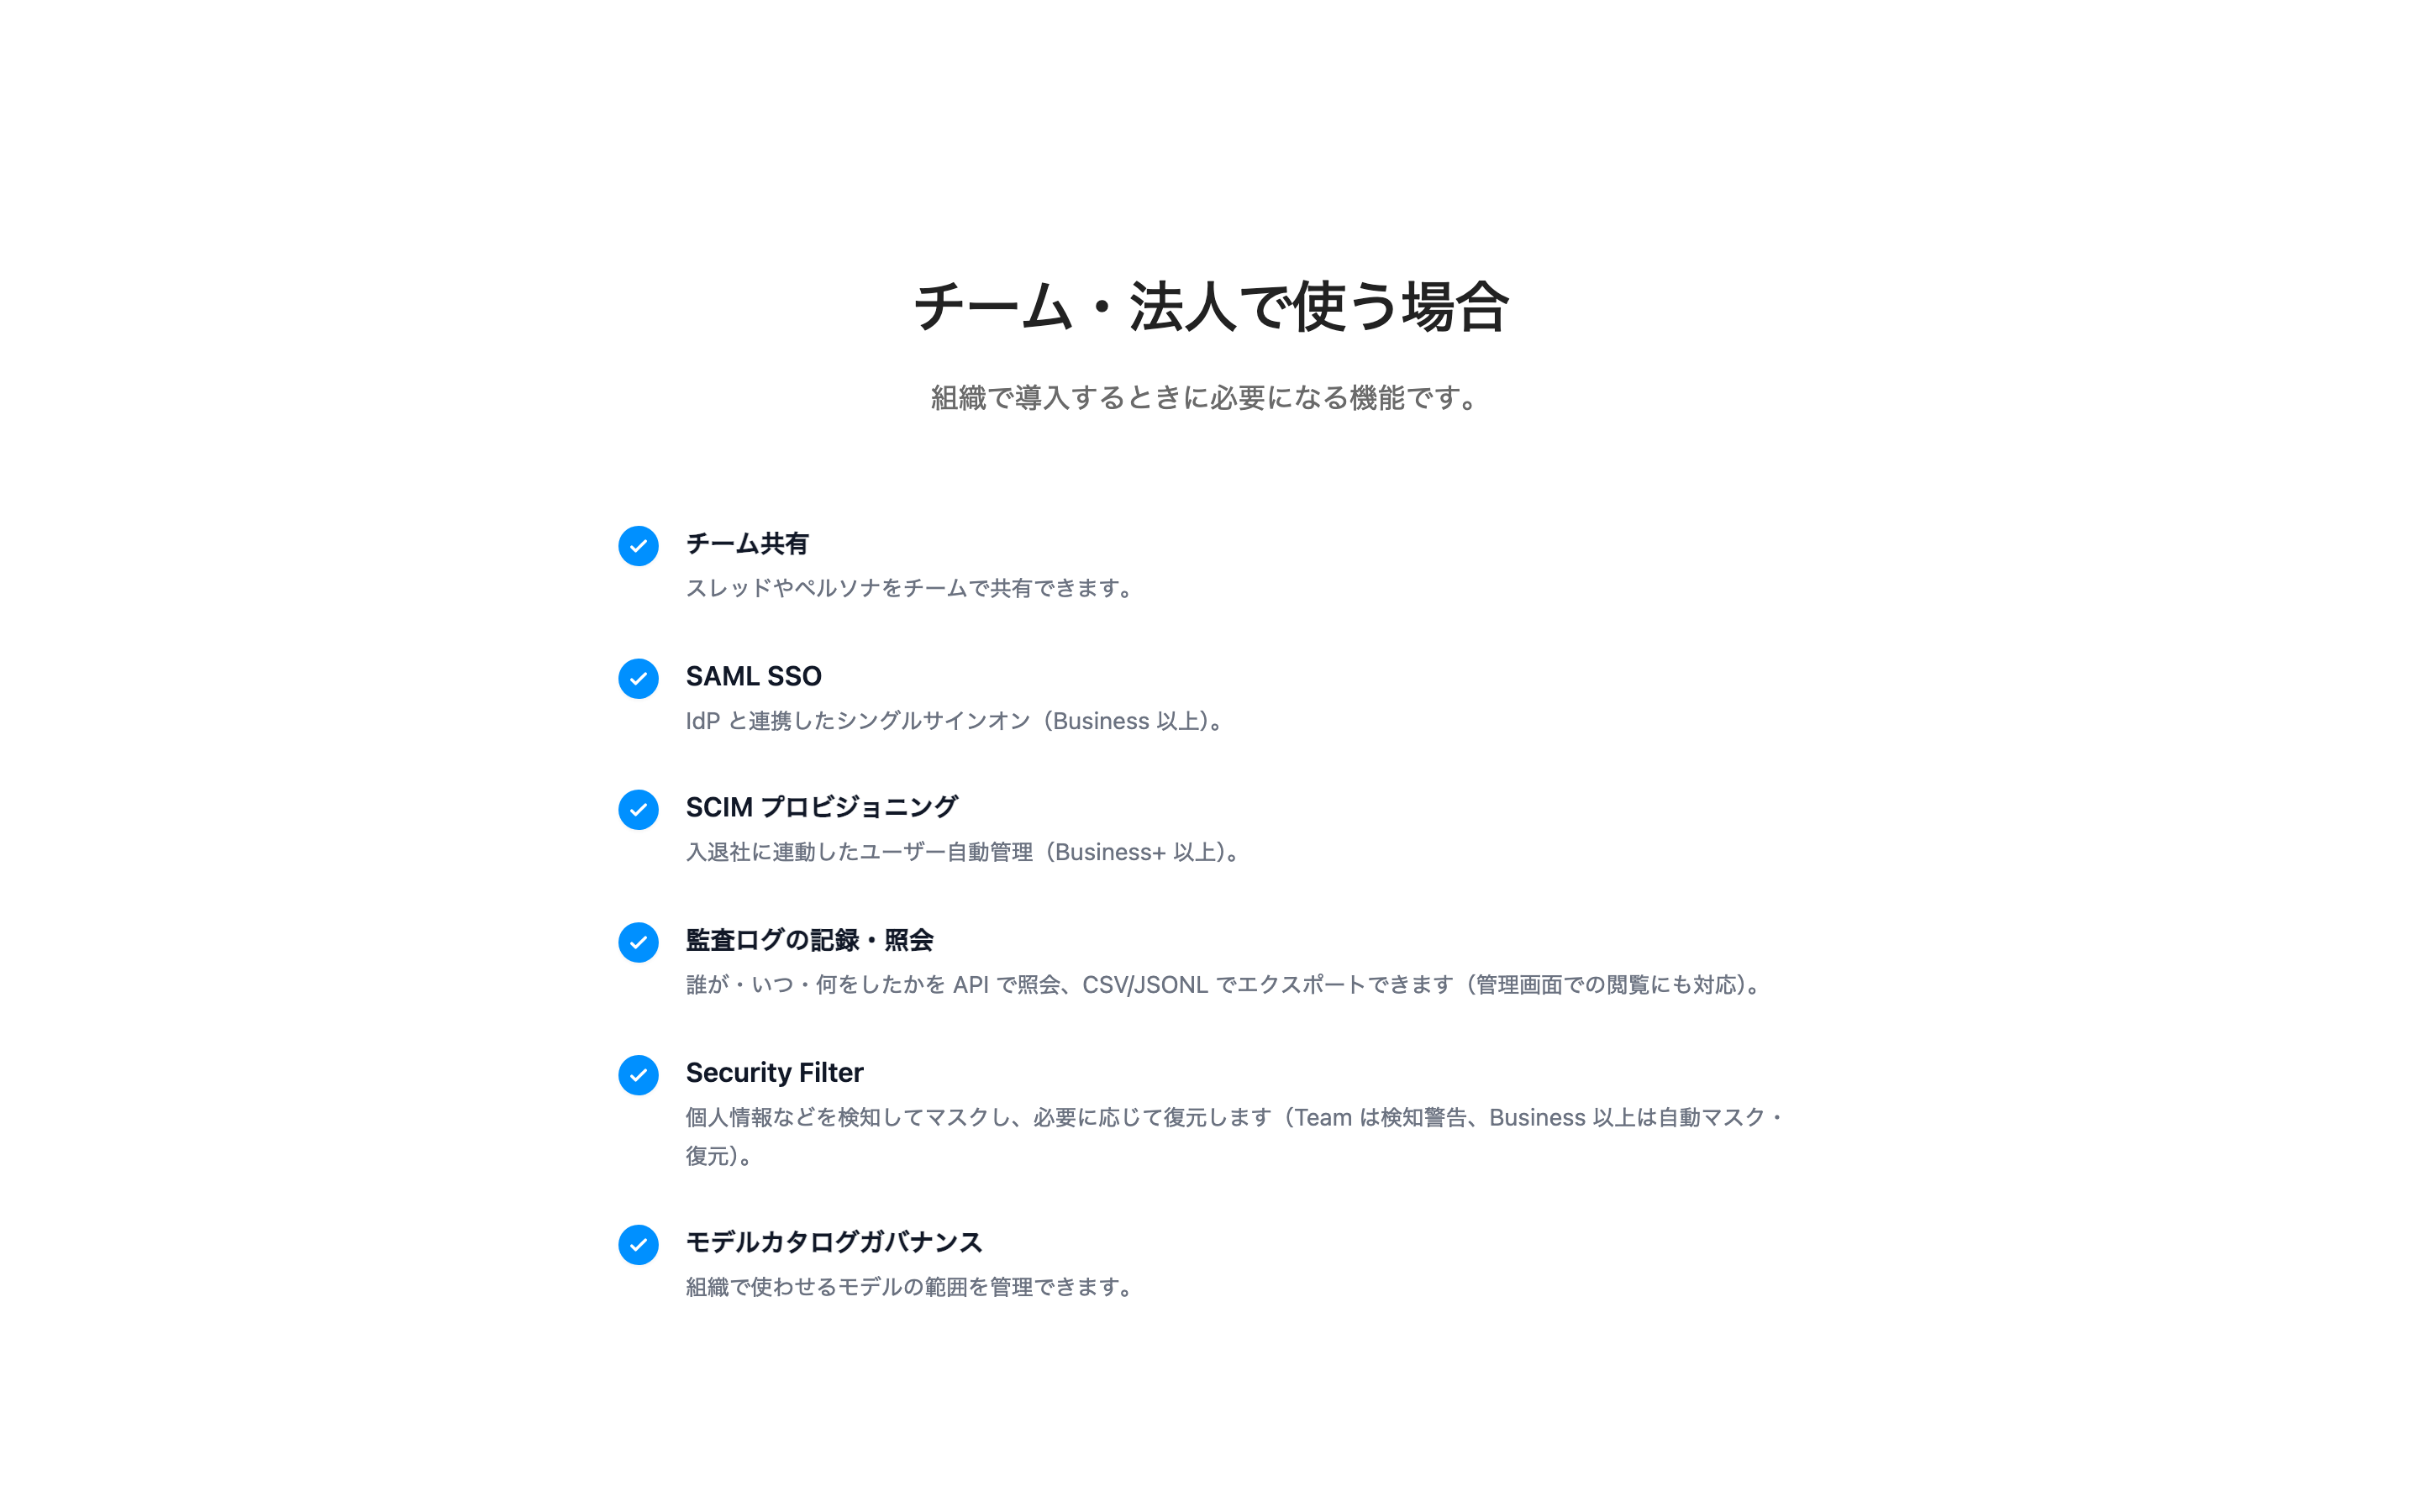 チーム・法人で使う場合
組織で導入するときに必要になる機能です。
チーム共有
スレッドやペルソナをチームで共有できます。
SAML SSO
IdP と連携したシングルサインオン（Business 以上）。
SCIM プロビジョニング
入退社に連動したユーザー自動管理（Business+ 以上）。
監査ログの記録・照会
誰が・いつ・何をしたかを API で照会、CSV/JSONL でエクスポートできます（管理画面での閲覧にも対応）。
Security Filter
個人情報などを検知してマスクし、必要に応じて復元します（Team は検知警告、Business 以上は自動マスク・
復元）。
モデルカタログガバナンス
組織で使わせるモデルの範囲を管理できます。